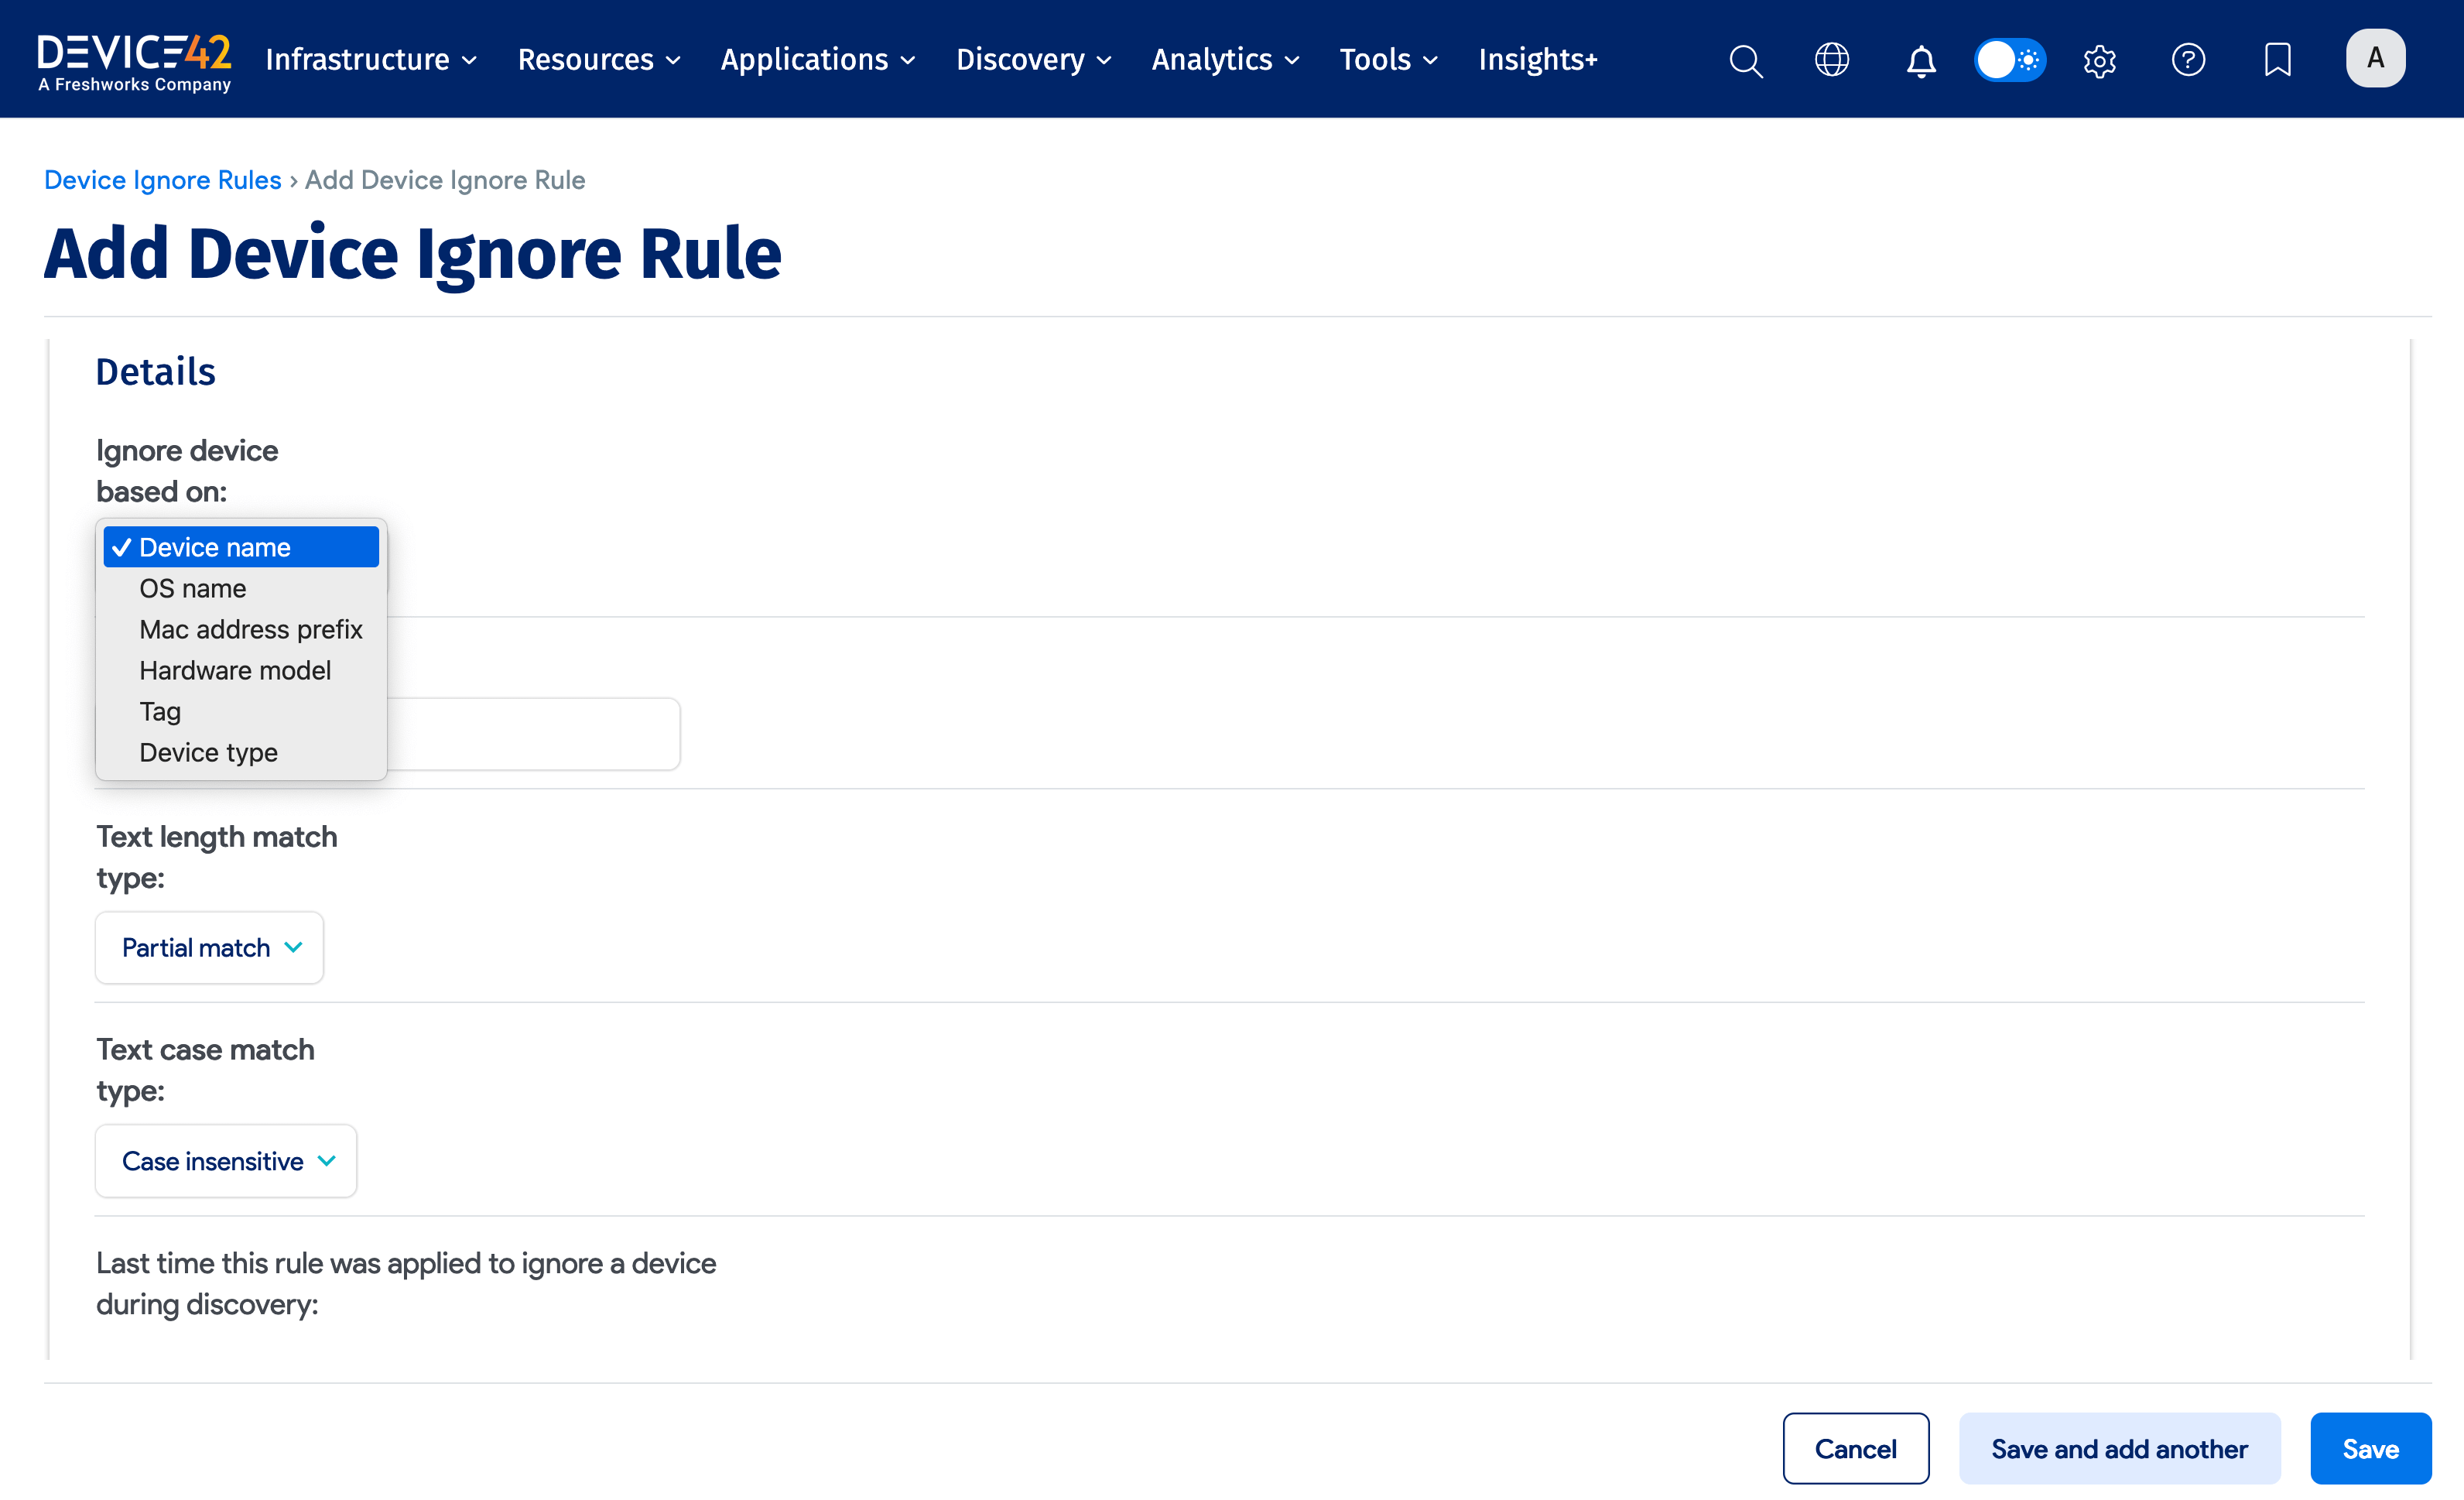 DEVICE42
A Freshworks Company
Infrastructure
Resources
Applications
Discovery
Analytics
Tools
Insights+
?
A
Device Ignore Rules › Add Device Ignore Rule
Add Device Ignore Rule
Details
Ignore device
based on:
✓ Device name
OS name
Mac address prefix
Hardware model
Tag
Device type
Text length match
type:
Partial match
Text case match
type:
Case insensitive
Last time this rule was applied to ignore a device
during discovery:
Cancel
Save and add another
Save